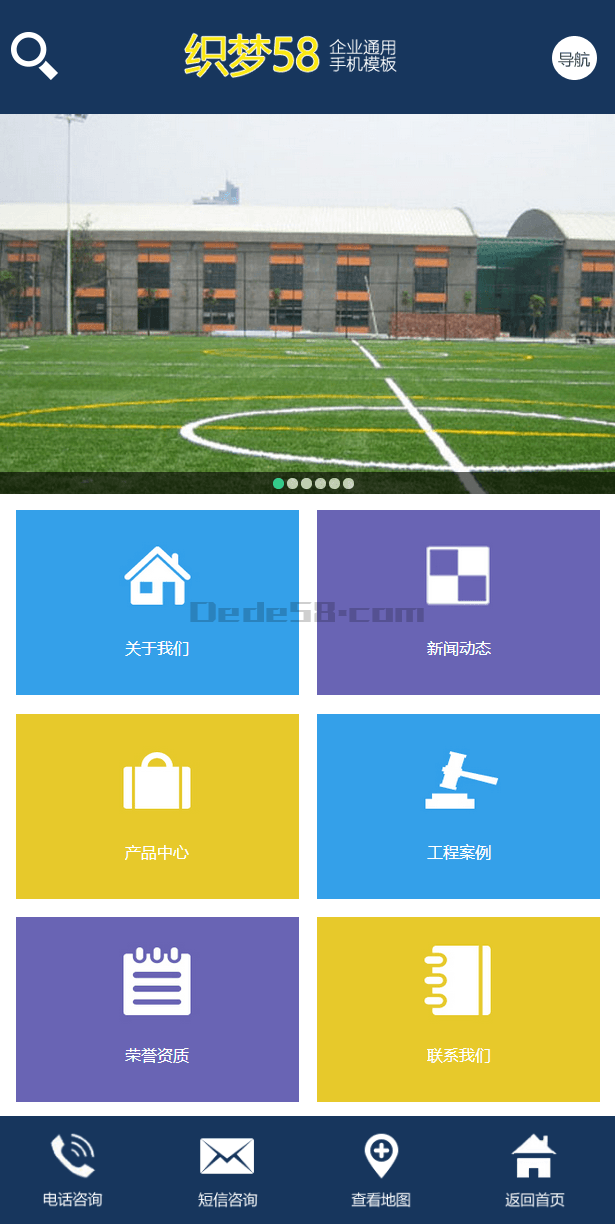 织梦58
企业通用
手机模板
导航
Dede58.com
关于我们
新闻动态
产品中心
工程案例
荣誉资质
联系我们
电话咨询
短信咨询
查看地图
返回首页